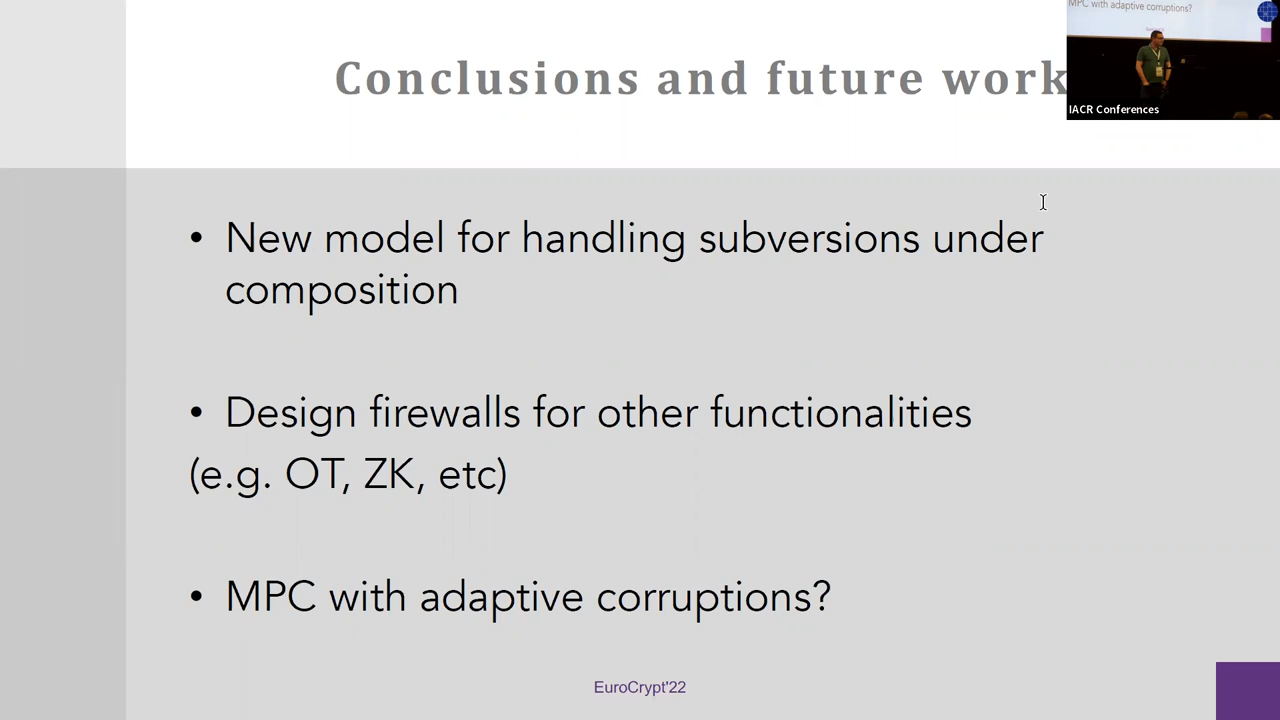 Conclusions and future work
MPC with adaptive corruptions?
IACR Conferences
• New model for handling subversions under
composition
• Design firewalls for other functionalities
(e.g. OT, ZK, etc)
• MPC with adaptive corruptions?
EuroCrypt'22